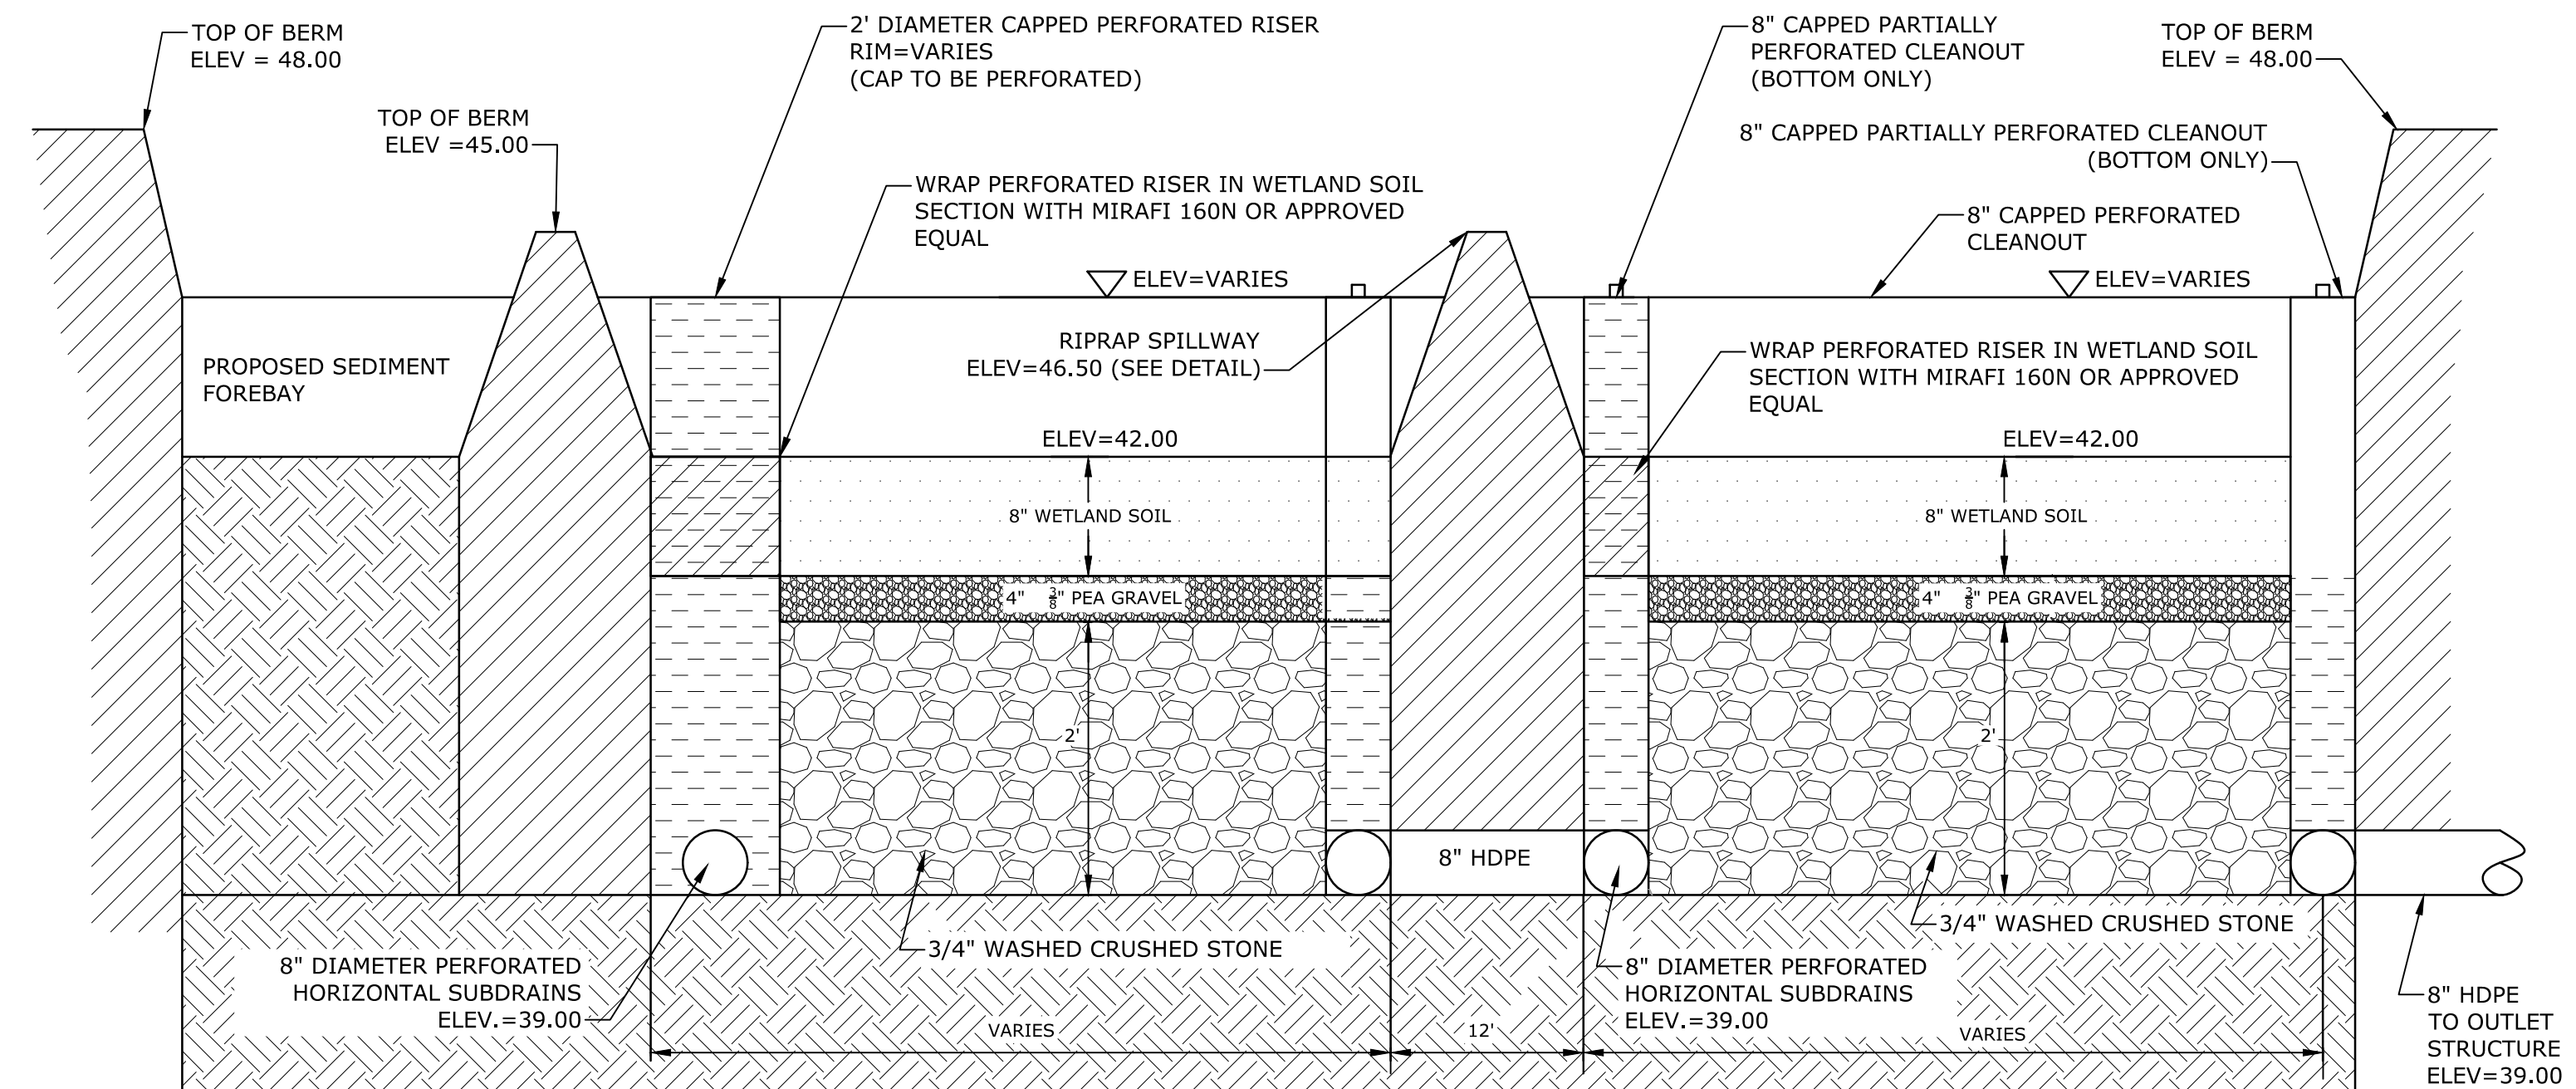 TOP OF BERM
ELEV = 48.00
TOP OF BERM
ELEV =45.00
2' DIAMETER CAPPED PERFORATED RISER
RIM=VARIES
(CAP TO BE PERFORATED)
WRAP PERFORATED RISER IN WETLAND SOIL
SECTION WITH MIRAFI 160N OR APPROVED
EQUAL
8" CAPPED PARTIALLY
PERFORATED CLEANOUT
(BOTTOM ONLY)
TOP OF BERM
ELEV = 48.00
8" CAPPED PARTIALLY PERFORATED CLEANOUT
(BOTTOM ONLY)
8" CAPPED PERFORATED
CLEANOUT
ELEV=VARIES
ELEV=VARIES
PROPOSED SEDIMENT
FOREBAY
RIPRAP SPILLWAY
ELEV=46.50 (SEE DETAIL)
WRAP PERFORATED RISER IN WETLAND SOIL
SECTION WITH MIRAFI 160N OR APPROVED
EQUAL
ELEV=42.00
ELEV=42.00
8" WETLAND SOIL
8" WETLAND SOIL
4" 3/8" PEA GRAVEL
4" 3/8" PEA GRAVEL
2'
2'
8" HDPE
3/4" WASHED CRUSHED STONE
3/4" WASHED CRUSHED STONE
8" DIAMETER PERFORATED
HORIZONTAL SUBDRAINS
ELEV.=39.00
8" DIAMETER PERFORATED
HORIZONTAL SUBDRAINS
ELEV.=39.00
8" HDPE
TO OUTLET
STRUCTURE
ELEV=39.00
VARIES
12'
VARIES